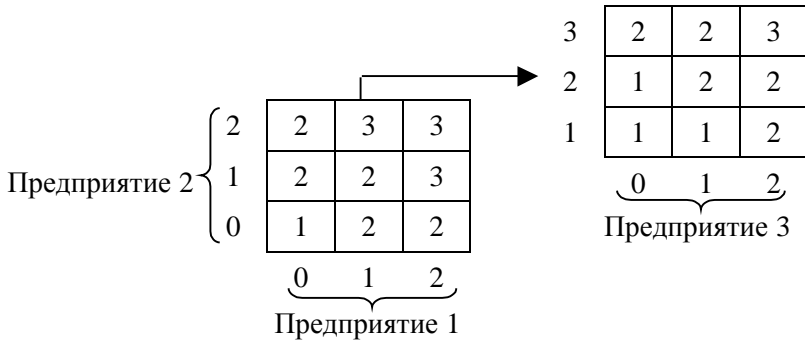 3 2 2 3
2 1 2 2
1 1 1 2
0 1 2
Предприятие 3
2 2 3 3
Предприятие 2 1 2 2 3
0 1 2 2
0 1 2
Предприятие 1